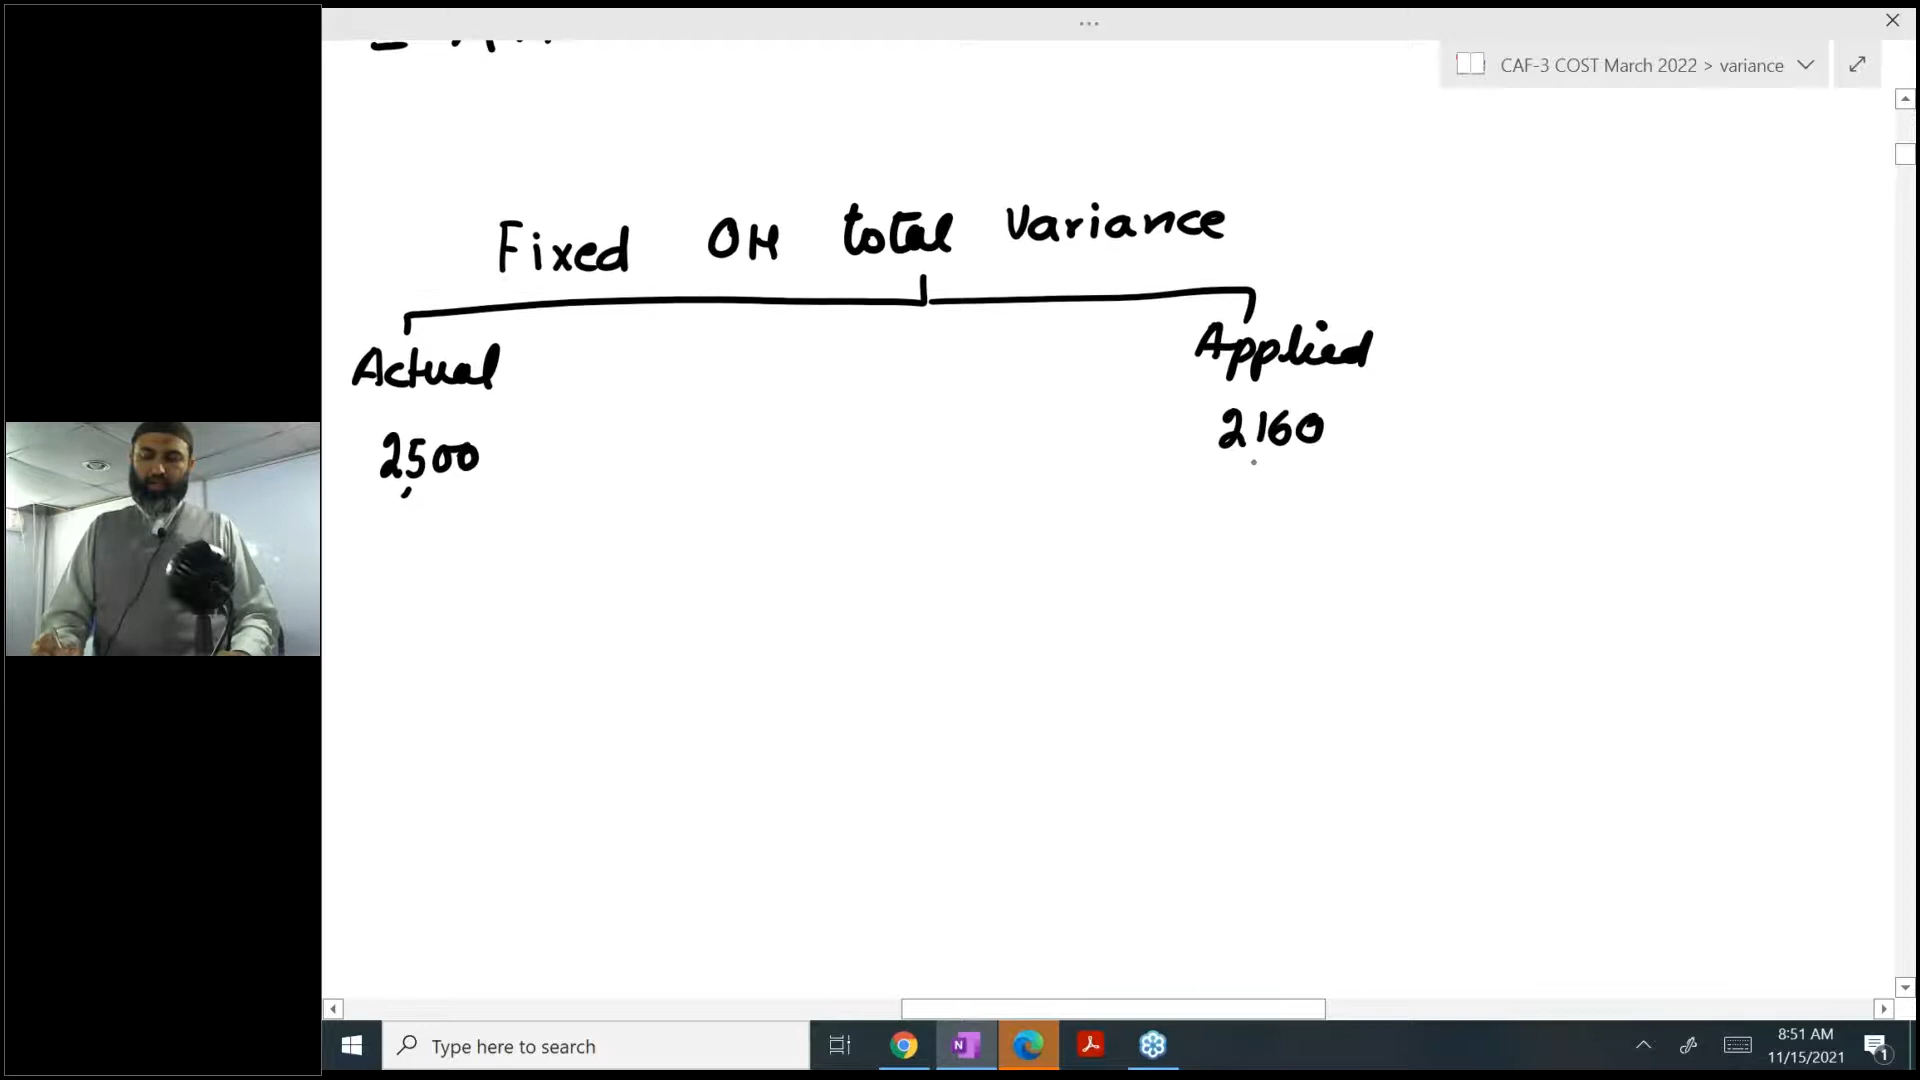 CAF-3 COST March 2022 > variance
Fixed OH total variance
Actual
Applied
2500
2160
Type here to search
8:51 AM
11/15/2021
1